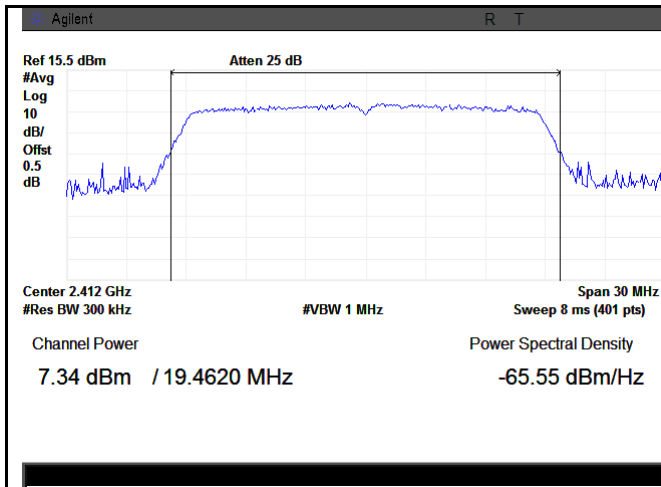 Agilent R T
Ref 15.5 dBm Atten 25 dB
#Avg
Log
10
dB/
Offst
0.5
dB
Center 2.412 GHz Span 30 MHz
#Res BW 300 kHz #VBW 1 MHz Sweep 8 ms (401 pts)
Channel Power Power Spectral Density
7.34 dBm / 19.4620 MHz -65.55 dBm/Hz